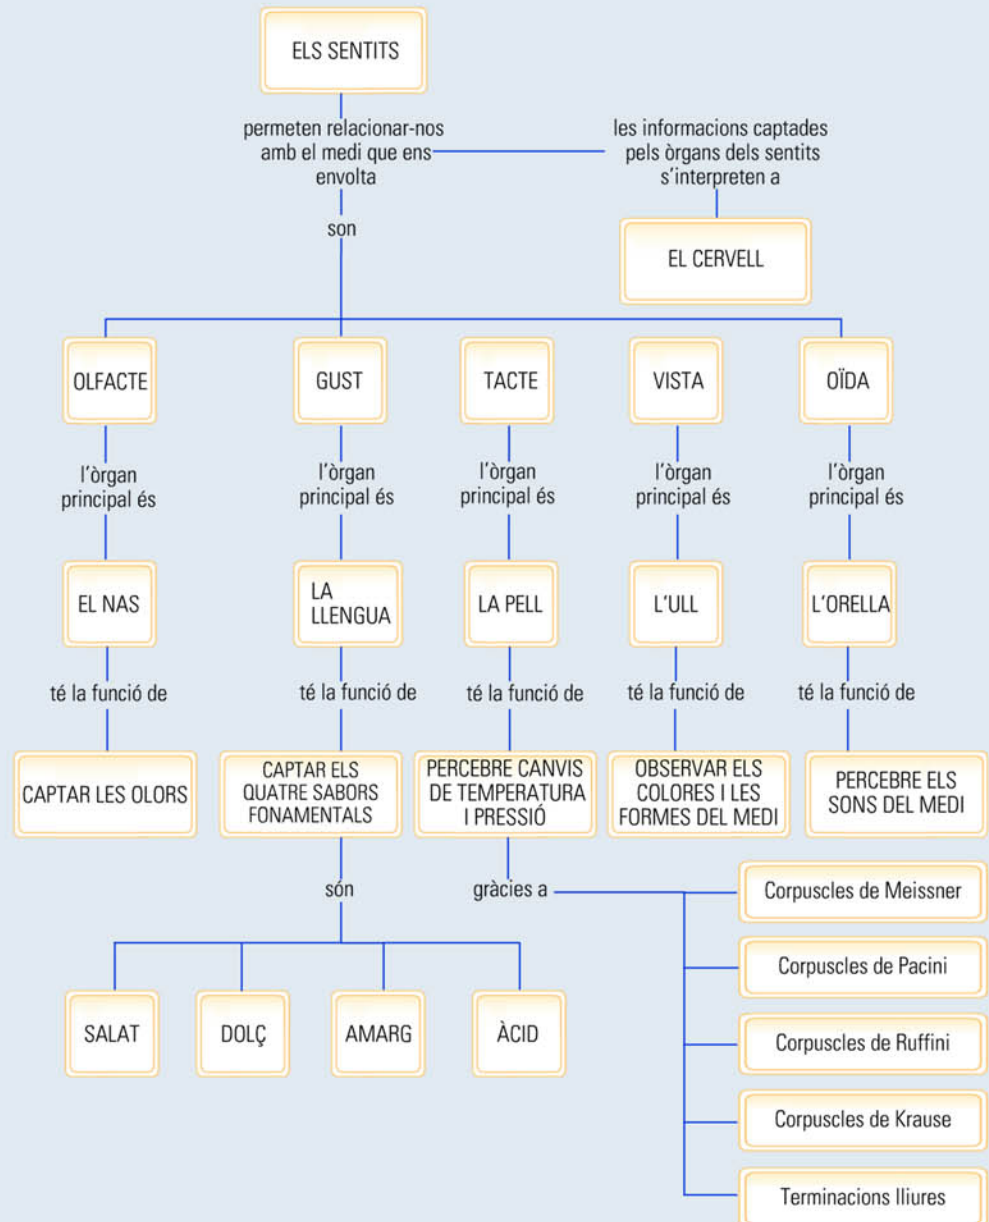 ELS SENTITS
permeten relacionar-nos
amb el medi que ens
envolta
les informacions captades
pels òrgans dels sentits
s'interpreten a
EL CERVELL
son
OLFACTE
GUST
TACTE
VISTA
OÏDA
l'òrgan
principal és
l'òrgan
principal és
l'òrgan
principal és
l'òrgan
principal és
l'òrgan
principal és
EL NAS
LA
LLENGUA
LA PELL
L'ULL
L'ORELLA
té la funció de
té la funció de
té la funció de
té la funció de
té la funció de
CAPTAR LES OLORS
CAPTAR ELS
QUATRE SABORS
FONAMENTALS
PERCEBRE CANVIS
DE TEMPERATURA
I PRESSIÓ
OBSERVAR ELS
COLORES I LES
FORMES DEL MEDI
PERCEBRE ELS
SONS DEL MEDI
són
gràcies a
SALAT
DOLÇ
AMARG
ÀCID
Corpuscles de Meissner
Corpuscles de Pacini
Corpuscles de Ruffini
Corpuscles de Krause
Terminacions lliures